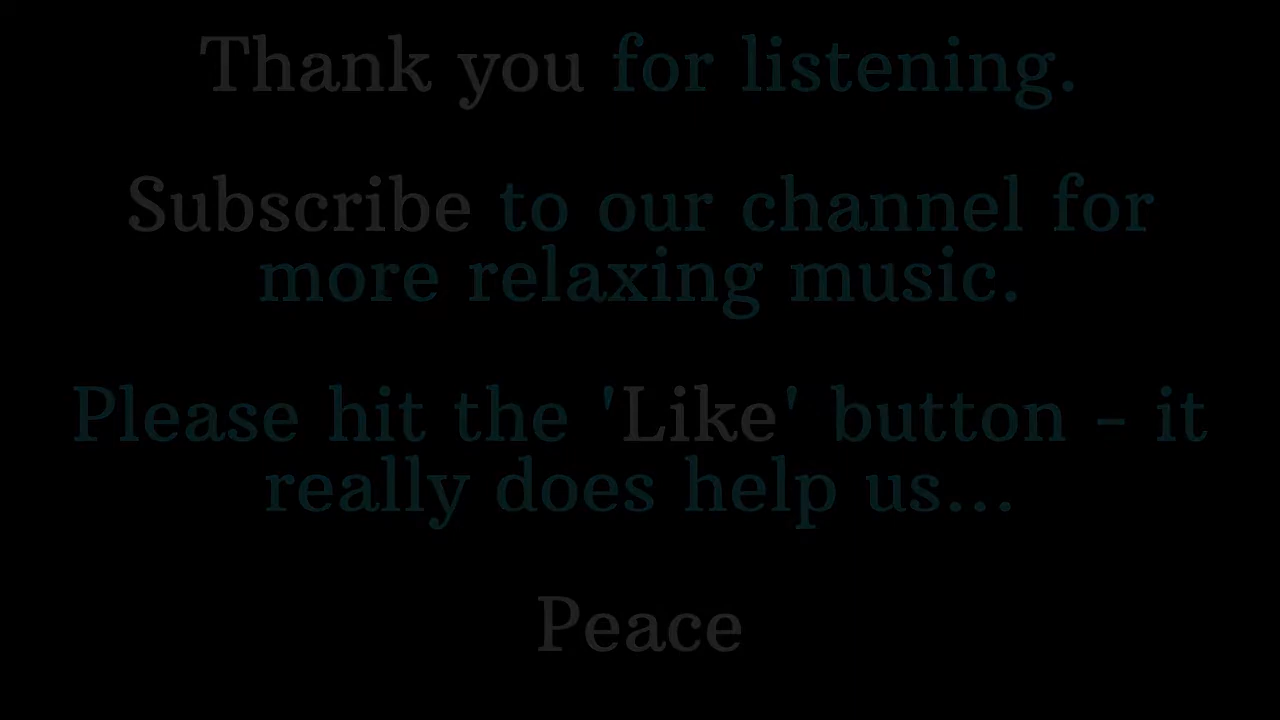 Thank you for listening.
Subscribe to our channel for
more relaxing music.
Please hit the 'Like' button - it
really does help us...
Peace